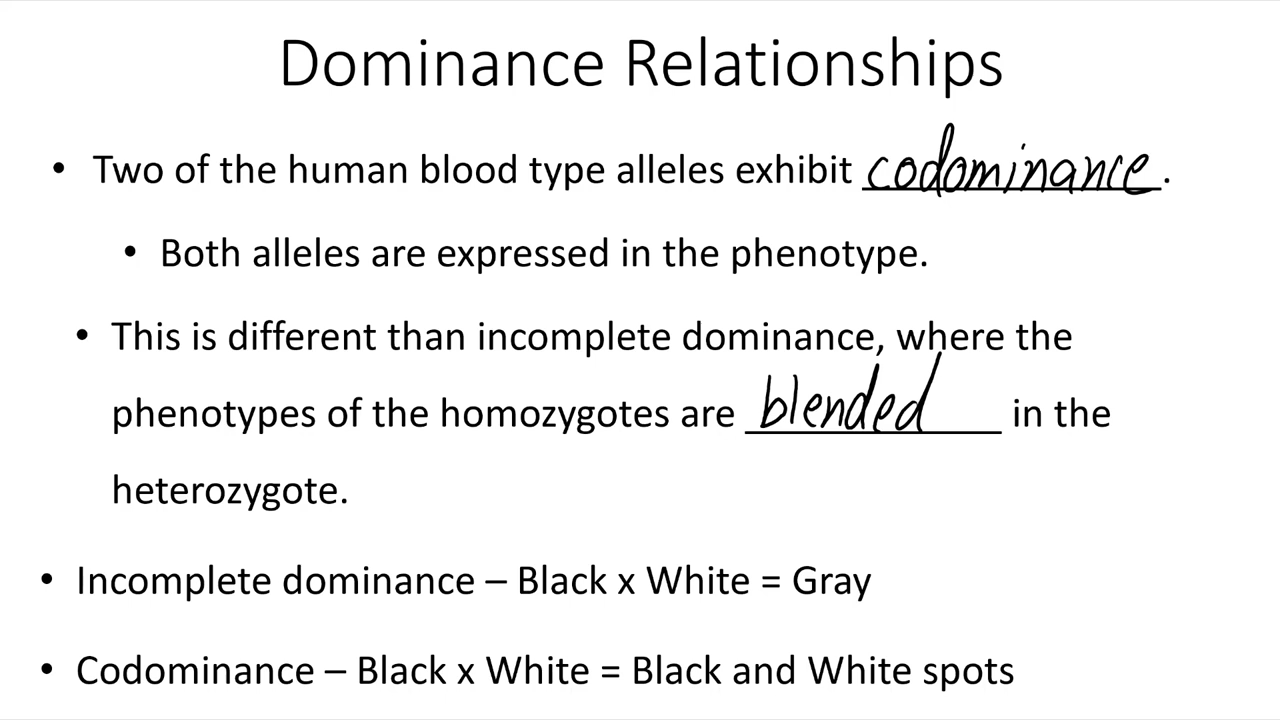 Dominance Relationships
• Two of the human blood type alleles exhibit codominance.
• Both alleles are expressed in the phenotype.
• This is different than incomplete dominance, where the
phenotypes of the homozygotes are blended in the
heterozygote.
• Incomplete dominance – Black x White = Gray
• Codominance – Black x White = Black and White spots